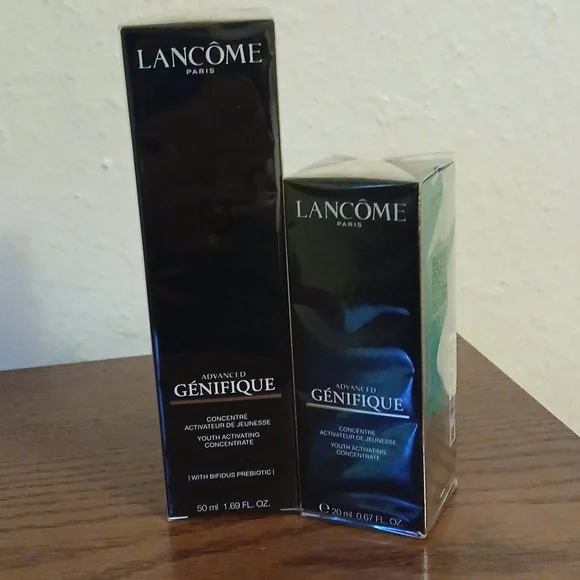 LANCÔME
PARIS
ADVANCED
GÉNIFIQUE
CONCENTRÉ
ACTIVATEUR DE JEUNESSE
YOUTH ACTIVATING
CONCENTRATE
[WITH BIFIDUS PREBIOTIC]
50 ml 1.69 FL. OZ.
LANCÔME
PARIS
ADVANCED
GÉNIFIQUE
CONCENTRÉ
ACTIVATEUR DE JEUNESSE
YOUTH ACTIVATING
CONCENTRATE
℮ 20 ml 0.67 FL. OZ.